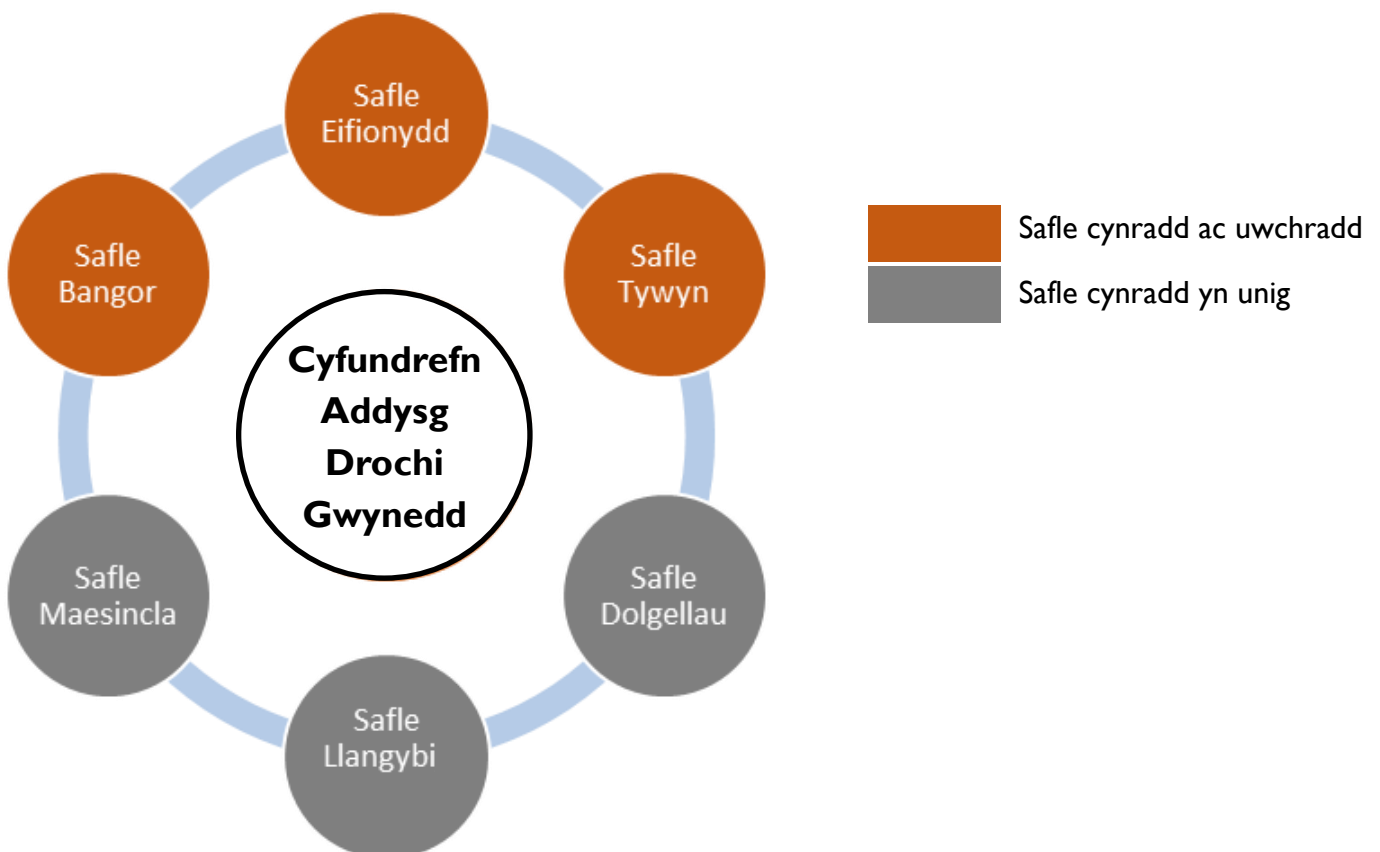 Safle
Eifionydd
Safle
Bangor
Safle
Tywyn
Safle cynradd ac uwchradd
Safle cynradd yn unig
Cyfundrefn
Addysg
Drochi
Gwynedd
Safle
Maesincla
Safle
Dolgellau
Safle
Llangybi